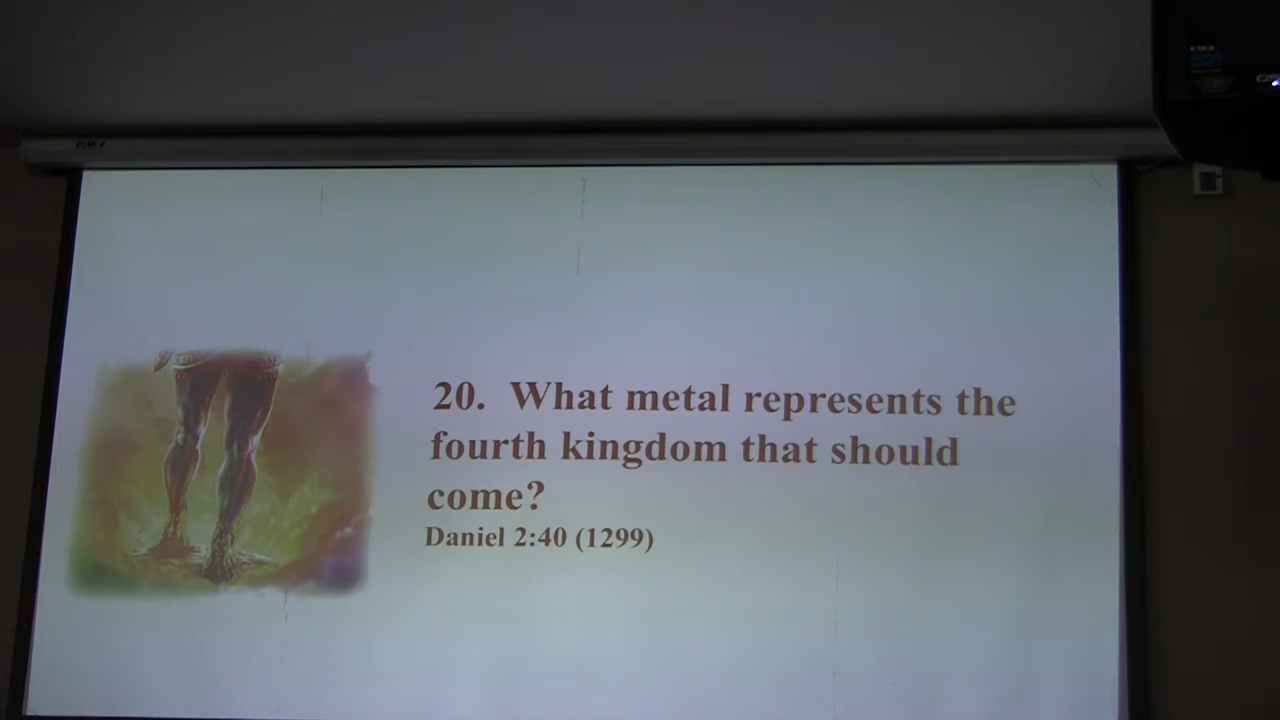 20. What metal represents the
fourth kingdom that should
come?
Daniel 2:40 (1299)